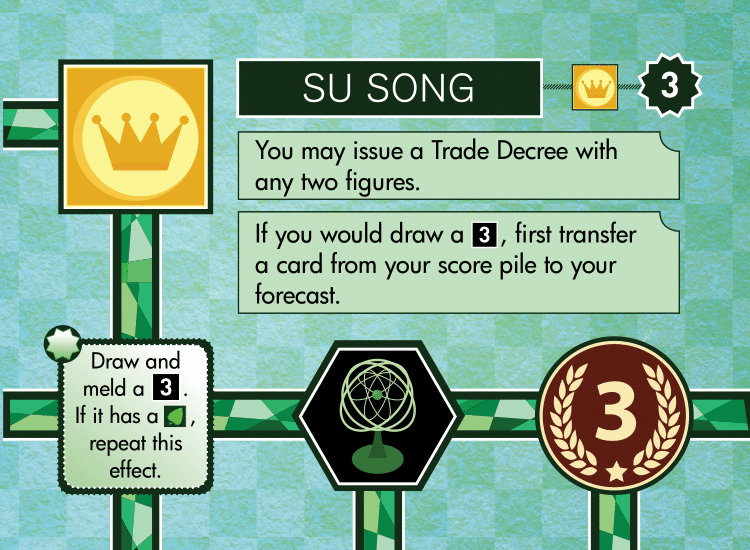 SU SONG
3
You may issue a Trade Decree with
any two figures.
If you would draw a 3, first transfer
a card from your score pile to your
forecast.
Draw and
meld a 3.
If it has a ,
repeat this
effect.
3